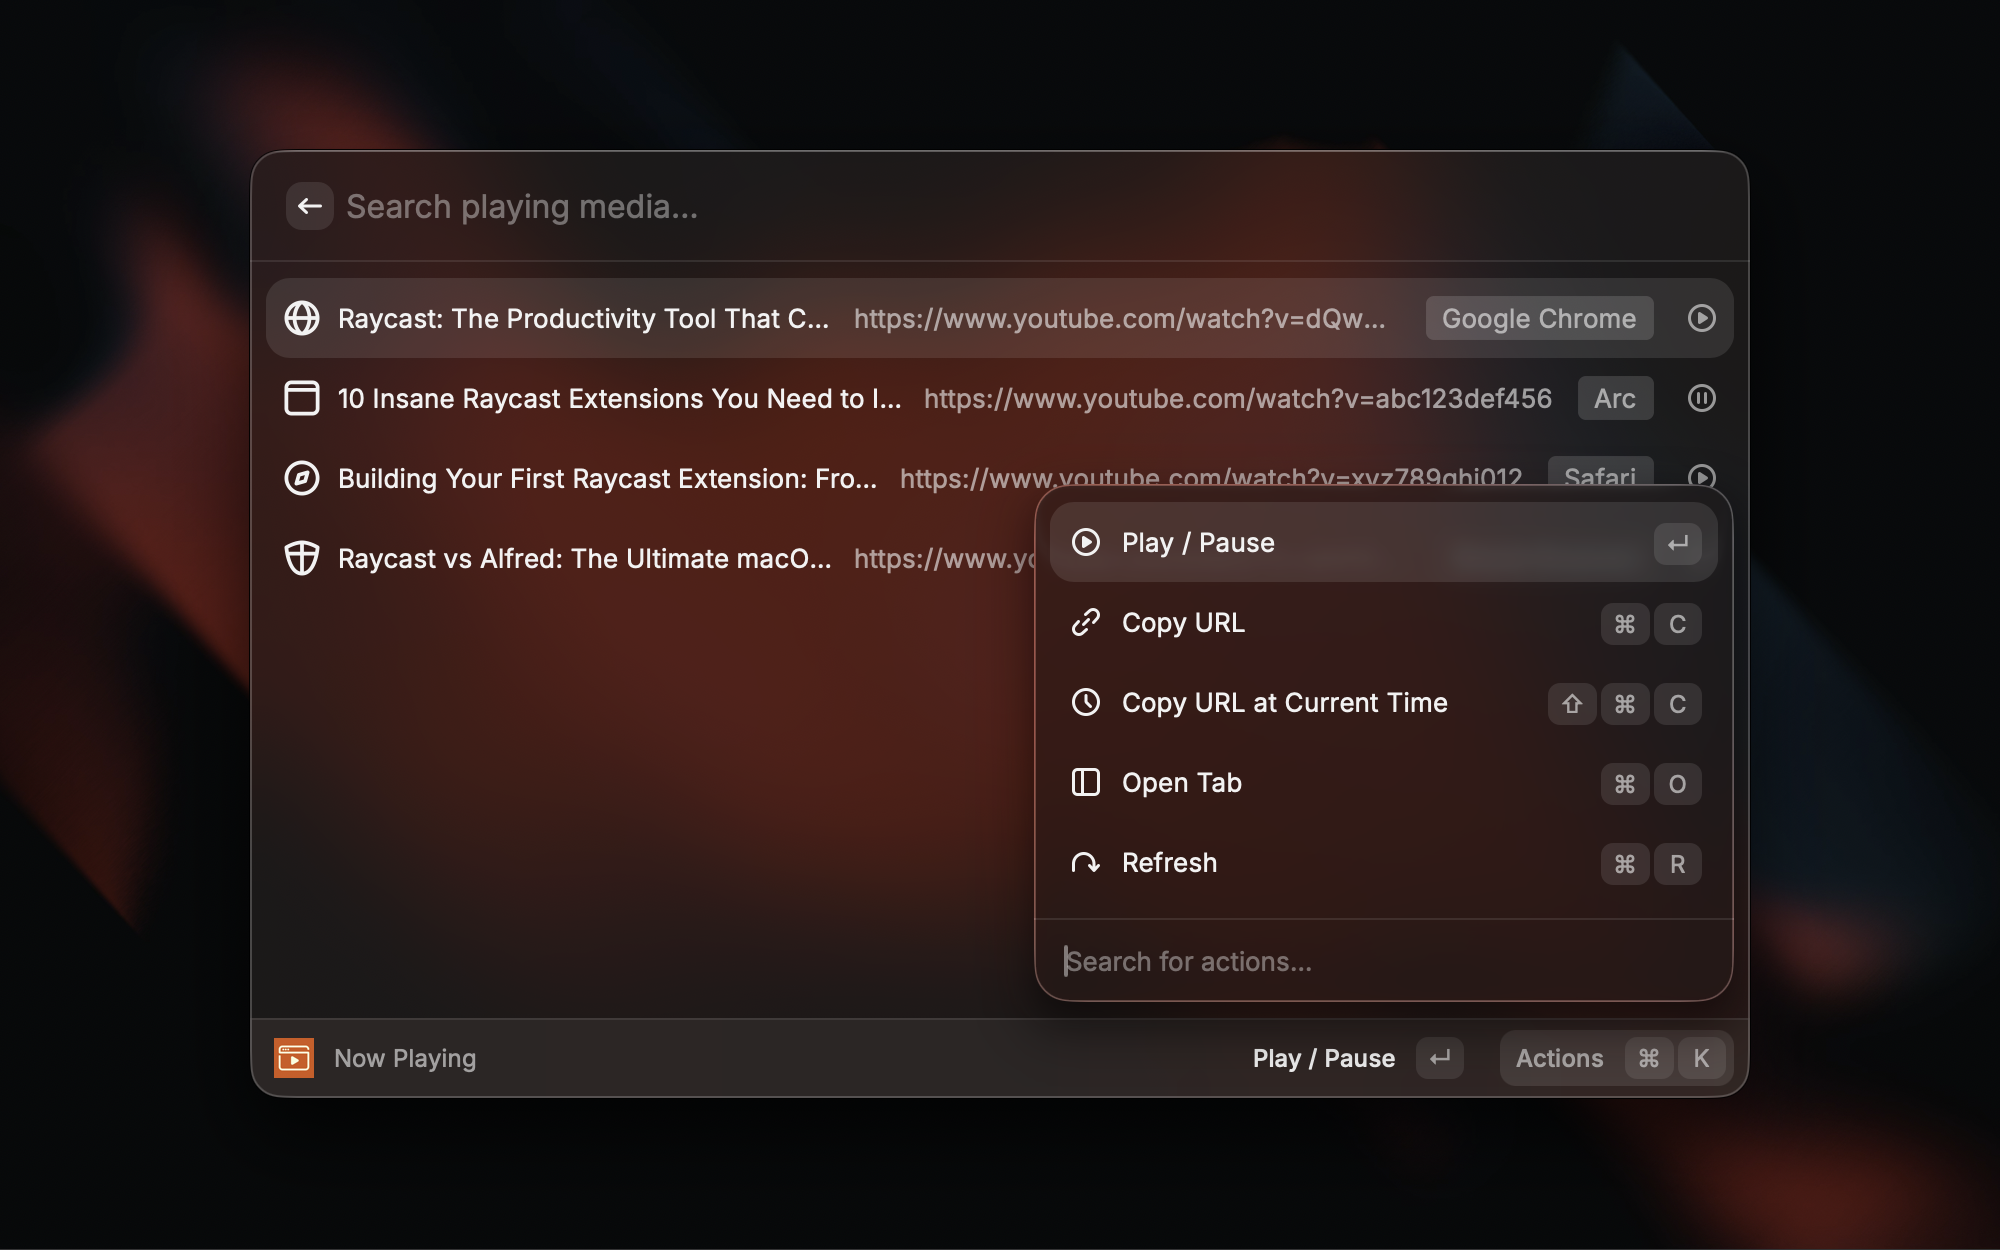 Search playing media...
Raycast: The Productivity Tool That C... https://www.youtube.com/watch?v=dQw... Google Chrome
10 Insane Raycast Extensions You Need to I... https://www.youtube.com/watch?v=abc123def456 Arc
Building Your First Raycast Extension: Fro... https://www.youtube.com/watch?v=xyz789ghi012 Safari
Raycast vs Alfred: The Ultimate macO... https://www.yo
Play / Pause ↵
Copy URL ⌘ C
Copy URL at Current Time ⇧ ⌘ C
Open Tab ⌘ O
Refresh ⌘ R
Search for actions...
Now Playing Play / Pause ↵ Actions ⌘ K